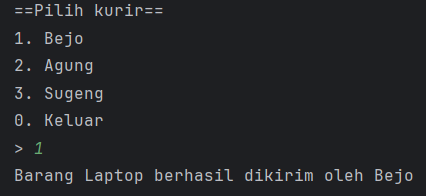 ==Pilih kurir==
1. Bejo
2. Agung
3. Sugeng
0. Keluar
> 1
Barang Laptop berhasil dikirim oleh Bejo